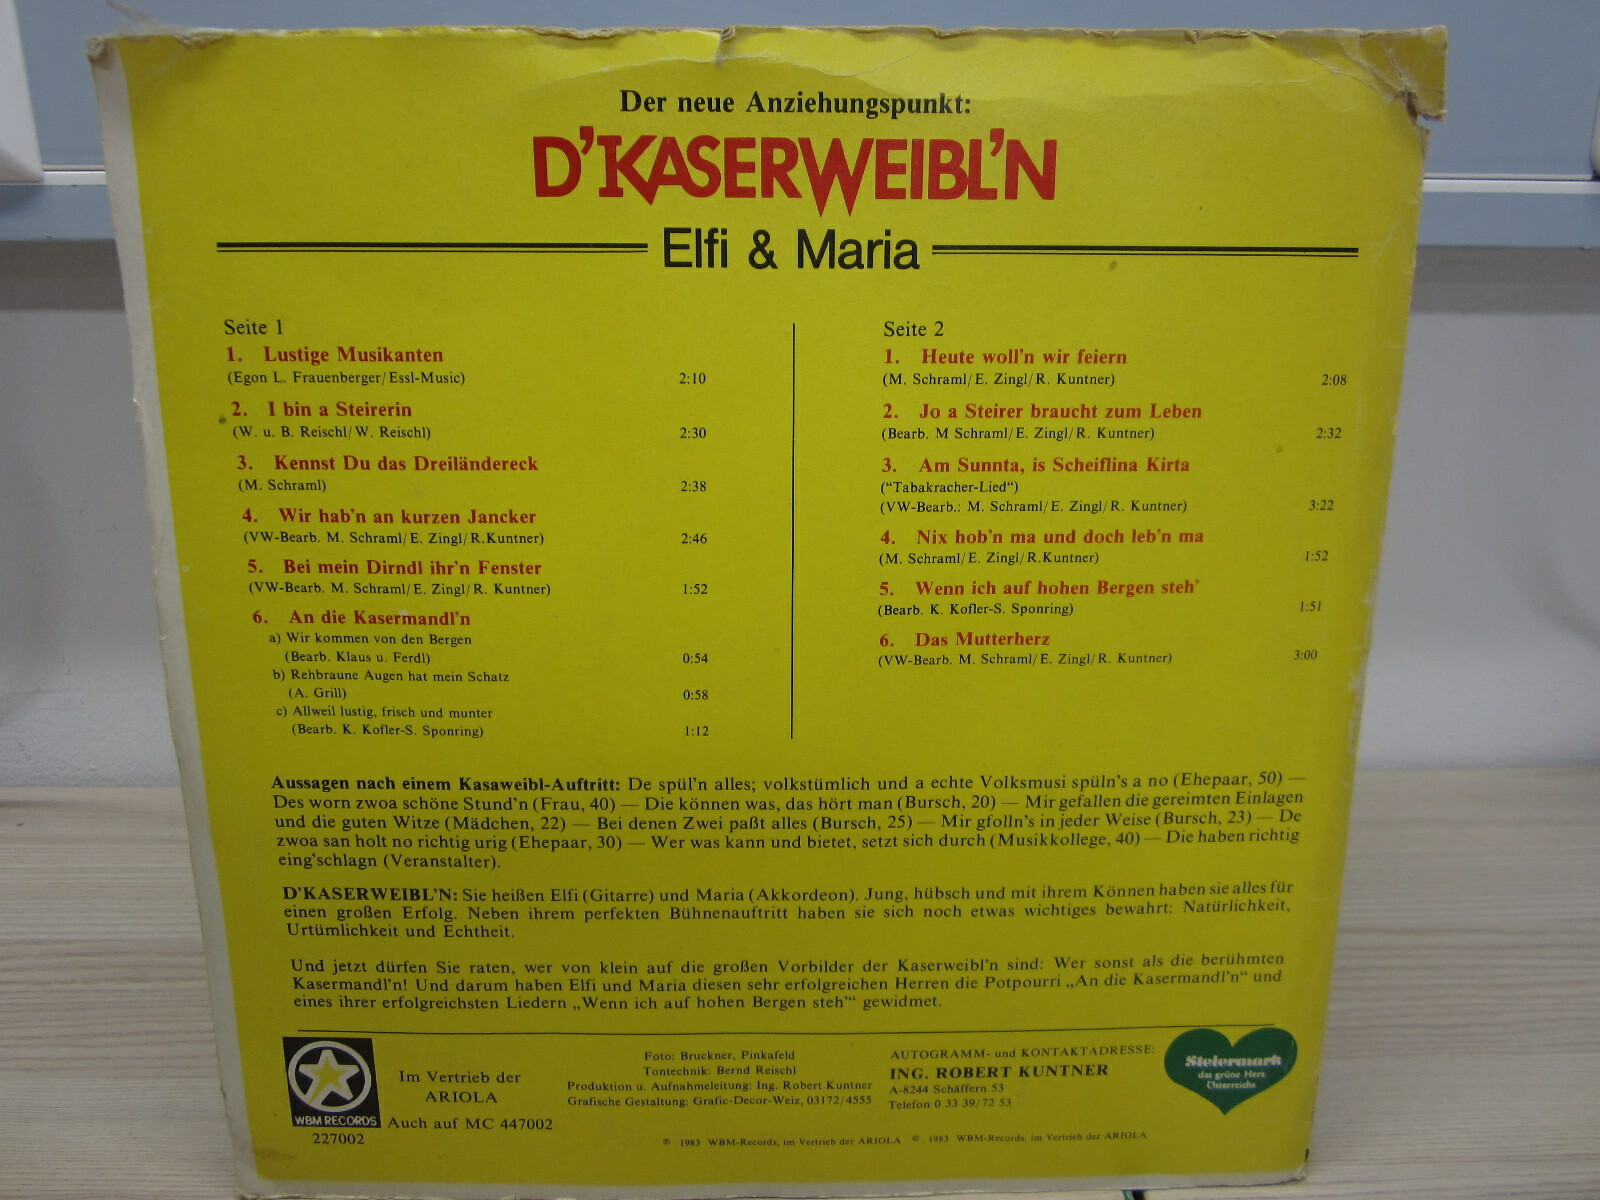 Der neue Anziehungspunkt:
D'KASERWEIBL'N
Elfi & Maria
Seite 1
1. Lustige Musikanten
(Egon L. Frauenberger/Essl-Music) 2:10
2. I bin a Steirerin
(W. u. B. Reischl/W. Reischl) 2:30
3. Kennst Du das Dreiländereck
(M. Schraml) 2:38
4. Wir hab'n an kurzen Jancker
(VW-Bearb. M. Schraml/E. Zingl/R.Kuntner) 2:46
5. Bei mein Dirndl ihr'n Fenster
(VW-Bearb. M. Schraml/E. Zingl/R. Kuntner) 1:52
6. An die Kasermandl'n
a) Wir kommen von den Bergen
(Bearb. Klaus u. Ferdl) 0:54
b) Rehbraune Augen hat mein Schatz
(A. Grill) 0:58
c) Allweil lustig, frisch und munter
(Bearb. K. Kofler-S. Sponring) 1:12
Seite 2
1. Heute woll'n wir feiern
(M. Schraml/E. Zingl/R. Kuntner) 2:08
2. Jo a Steirer braucht zum Leben
(Bearb. M Schraml/E. Zingl/R. Kuntner) 2:32
3. Am Sunnta, is Scheiflina Kirta
("Tabakracher-Lied")
(VW-Bearb.: M. Schraml/E. Zingl/R. Kuntner) 3:22
4. Nix hob'n ma und doch leb'n ma
(M. Schraml/E. Zingl/R.Kuntner) 1:52
5. Wenn ich auf hohen Bergen steh'
(Bearb. K. Kofler-S. Sponring) 1:51
6. Das Mutterherz
(VW-Bearb. M. Schraml/E. Zingl/R. Kuntner) 3:00
Aussagen nach einem Kasaweibl-Auftritt: De spül'n alles; volkstümlich und a echte Volksmusi spüln's a no (Ehepaar, 50) —
Des worn zwoa schöne Stund'n (Frau, 40) — Die können was, das hört man (Bursch, 20) — Mir gefallen die gereimten Einlagen
und die guten Witze (Mädchen, 22) — Bei denen Zwei paßt alles (Bursch, 25) — Mir gfolln's in jeder Weise (Bursch, 23) — De
zwoa san holt no richtig urig (Ehepaar, 30) — Wer was kann und bietet, setzt sich durch (Musikkollege, 40) — Die haben richtig
eing'schlagn (Veranstalter).
D'KASERWEIBL'N: Sie heißen Elfi (Gitarre) und Maria (Akkordeon). Jung, hübsch und mit ihrem Können haben sie alles für
einen großen Erfolg. Neben ihrem perfekten Bühnenauftritt haben sie sich noch etwas wichtiges bewahrt: Natürlichkeit,
Urtümlichkeit und Echtheit.
Und jetzt dürfen Sie raten, wer von klein auf die großen Vorbilder der Kaserweibl'n sind: Wer sonst als die berühmten
Kasermandl'n! Und darum haben Elfi und Maria diesen sehr erfolgreichen Herren die Potpourri „An die Kasermandl'n“ und
eines ihrer erfolgreichsten Liedern „Wenn ich auf hohen Bergen steh'“ gewidmet.
WBM RECORDS
227002
Im Vertrieb der
ARIOLA
Auch auf MC 447002
Foto: Bruckner, Pinkafeld
Tontechnik: Bernd Reischl
Produktion u. Aufnahmeleitung: Ing. Robert Kuntner
Grafische Gestaltung: Grafic-Decor-Weiz, 03172/4555
AUTOGRAMM- und KONTAKTADRESSE:
ING. ROBERT KUNTNER
A-8244 Schäffern 53
Telefon 0 33 39/72 53
Steiermark
das grüne Herz
Österreichs
℗ 1983 WBM-Records, im Vertrieb der ARIOLA © 1983 WBM-Records, im Vertrieb der ARIOLA